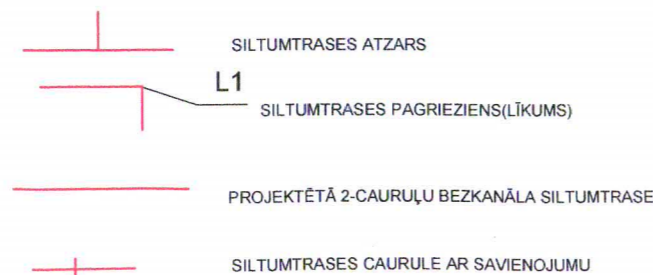 SILTUMTRASES ATZARS
L1
SILTUMTRASES PAGRIEZIENS(LĪKUMS)
PROJEKTĒTĀ 2-CAURUĻU BEZKANĀLA SILTUMTRASE
SILTUMTRASES CAURULE AR SAVIENOJUMU